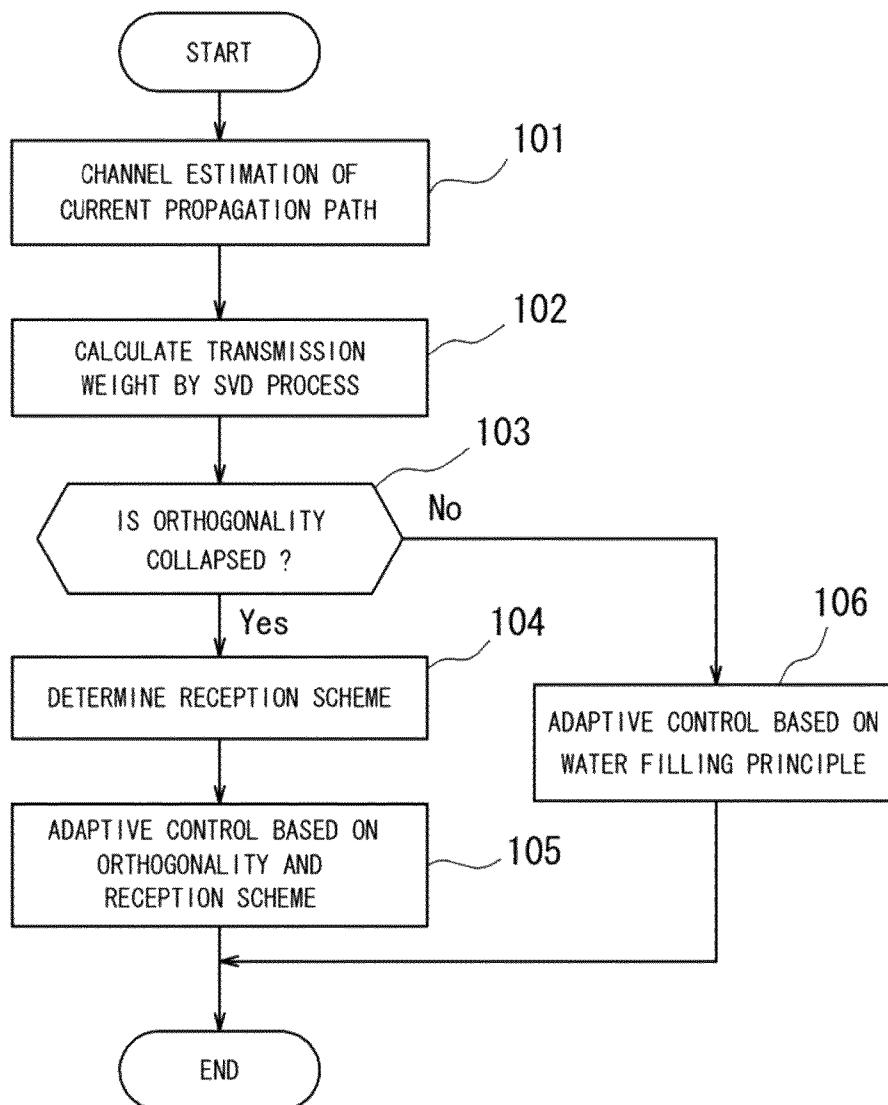 START
101
CHANNEL ESTIMATION OF
CURRENT PROPAGATION PATH
102
CALCULATE TRANSMISSION
WEIGHT BY SVD PROCESS
103
IS ORTHOGONALITY
COLLAPSED ?
No
Yes
104
DETERMINE RECEPTION SCHEME
106
ADAPTIVE CONTROL BASED ON
WATER FILLING PRINCIPLE
ADAPTIVE CONTROL BASED ON
ORTHOGONALITY AND
RECEPTION SCHEME
105
END